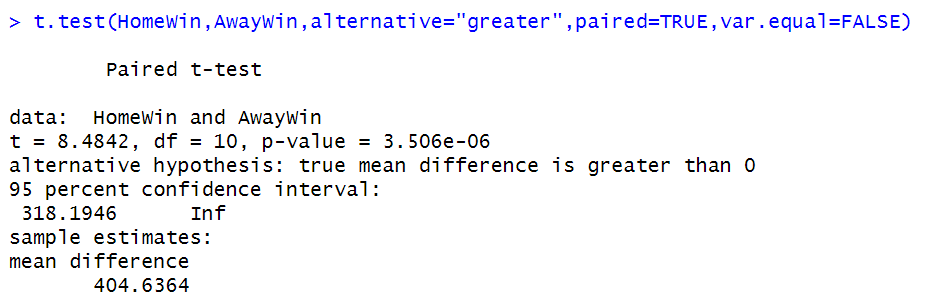 > t.test(HomeWin,AwayWin,alternative="greater",paired=TRUE,var.equal=FALSE)
Paired t-test
data:  HomeWin and AwayWin
t = 8.4842, df = 10, p-value = 3.506e-06
alternative hypothesis: true mean difference is greater than 0
95 percent confidence interval:
318.1946      Inf
sample estimates:
mean difference
404.6364